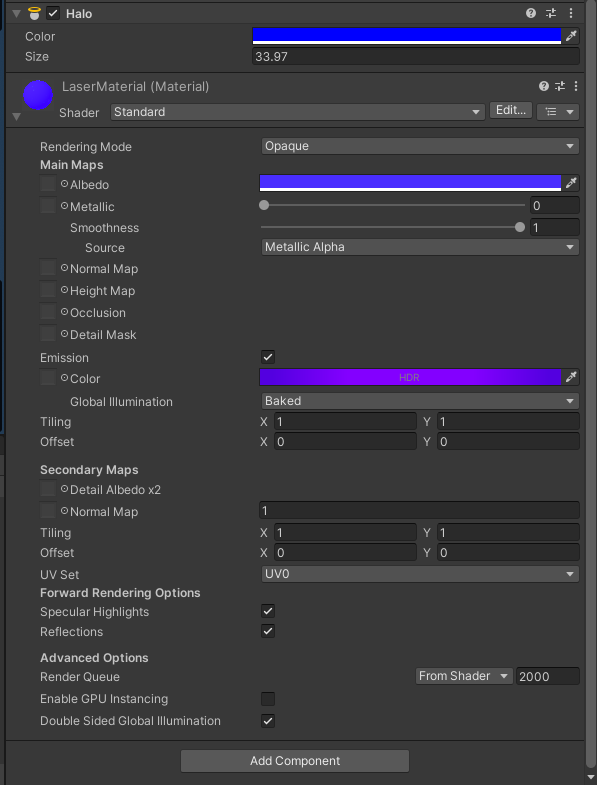 Halo
Color
Size 33.97
LaserMaterial (Material)
Shader Standard Edit...
Rendering Mode Opaque
Main Maps
Albedo
Metallic 0
Smoothness 1
Source Metallic Alpha
Normal Map
Height Map
Occlusion
Detail Mask
Emission
Color HDR
Global Illumination Baked
Tiling X 1 Y 1
Offset X 0 Y 0
Secondary Maps
Detail Albedo x2
Normal Map 1
Tiling X 1 Y 1
Offset X 0 Y 0
UV Set UV0
Forward Rendering Options
Specular Highlights
Reflections
Advanced Options
Render Queue From Shader 2000
Enable GPU Instancing
Double Sided Global Illumination
Add Component